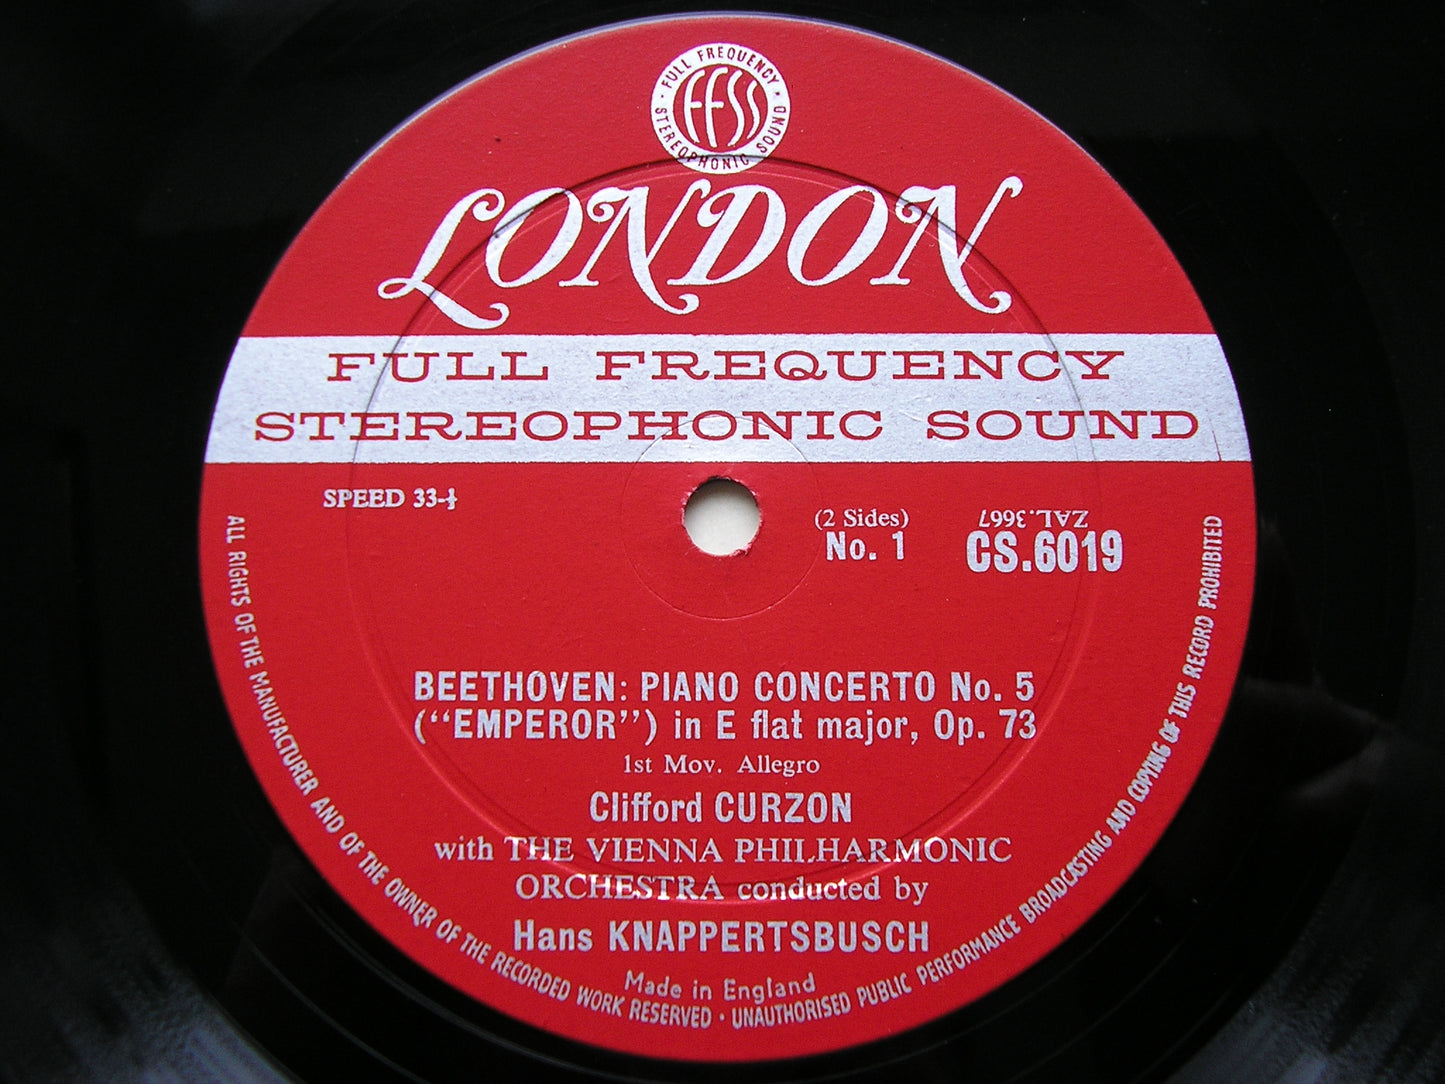 FULL FREQUENCY
FFSS
STEREOPHONIC SOUND
LONDON
FULL FREQUENCY
STEREOPHONIC SOUND
SPEED 33-⅓
(2 Sides)
No. 1
ZAL.3667
CS.6019
BEETHOVEN: PIANO CONCERTO No. 5
("EMPEROR") in E flat major, Op. 73
1st Mov. Allegro
Clifford CURZON
with THE VIENNA PHILHARMONIC
ORCHESTRA conducted by
Hans KNAPPERTSBUSCH
Made in England
ALL RIGHTS OF THE MANUFACTURER AND OF THE OWNER OF THE RECORDED WORK RESERVED · UNAUTHORISED PUBLIC PERFORMANCE BROADCASTING AND COPYING OF THIS RECORD PROHIBITED